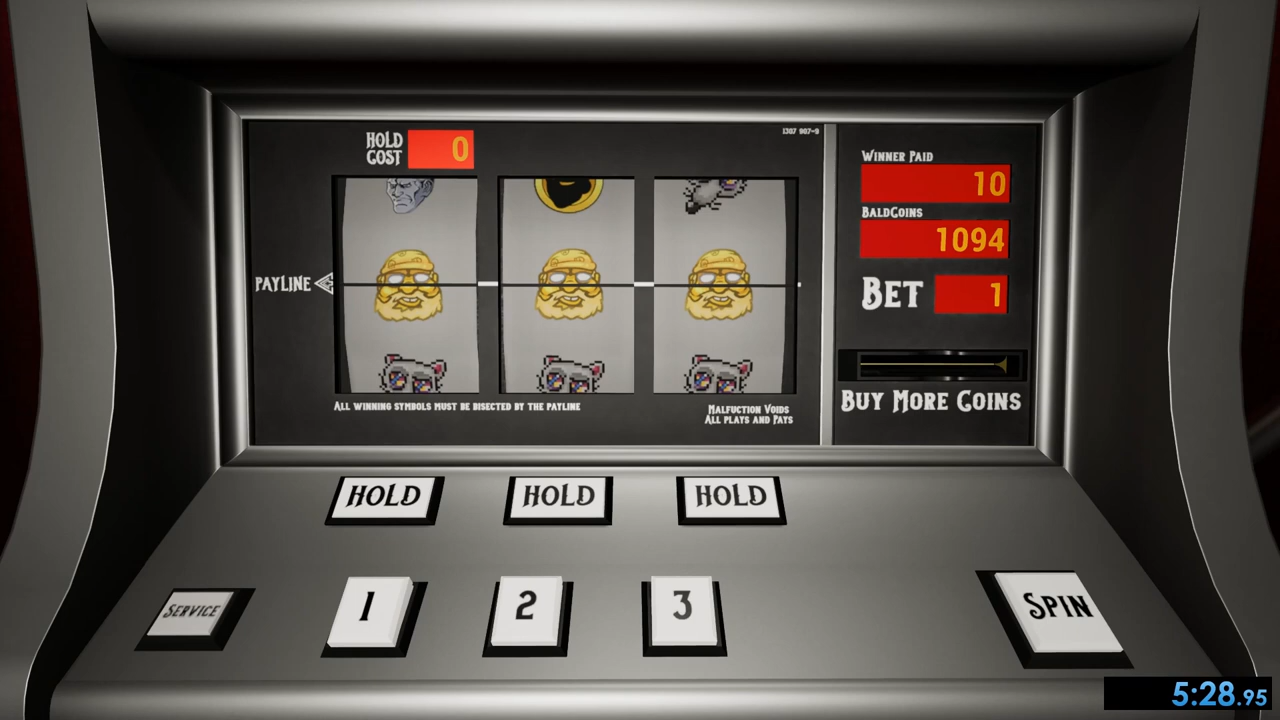 HOLD
COST
0
1307 907-9
WINNER PAID
10
BALDCOINS
1094
BET
1
PAYLINE
BUY MORE COINS
ALL WINNING SYMBOLS MUST BE BISECTED BY THE PAYLINE
MALFUCTION VOIDS
ALL PLAYS AND PAYS
HOLD
HOLD
HOLD
SERVICE
1
2
3
SPIN
5:28.95